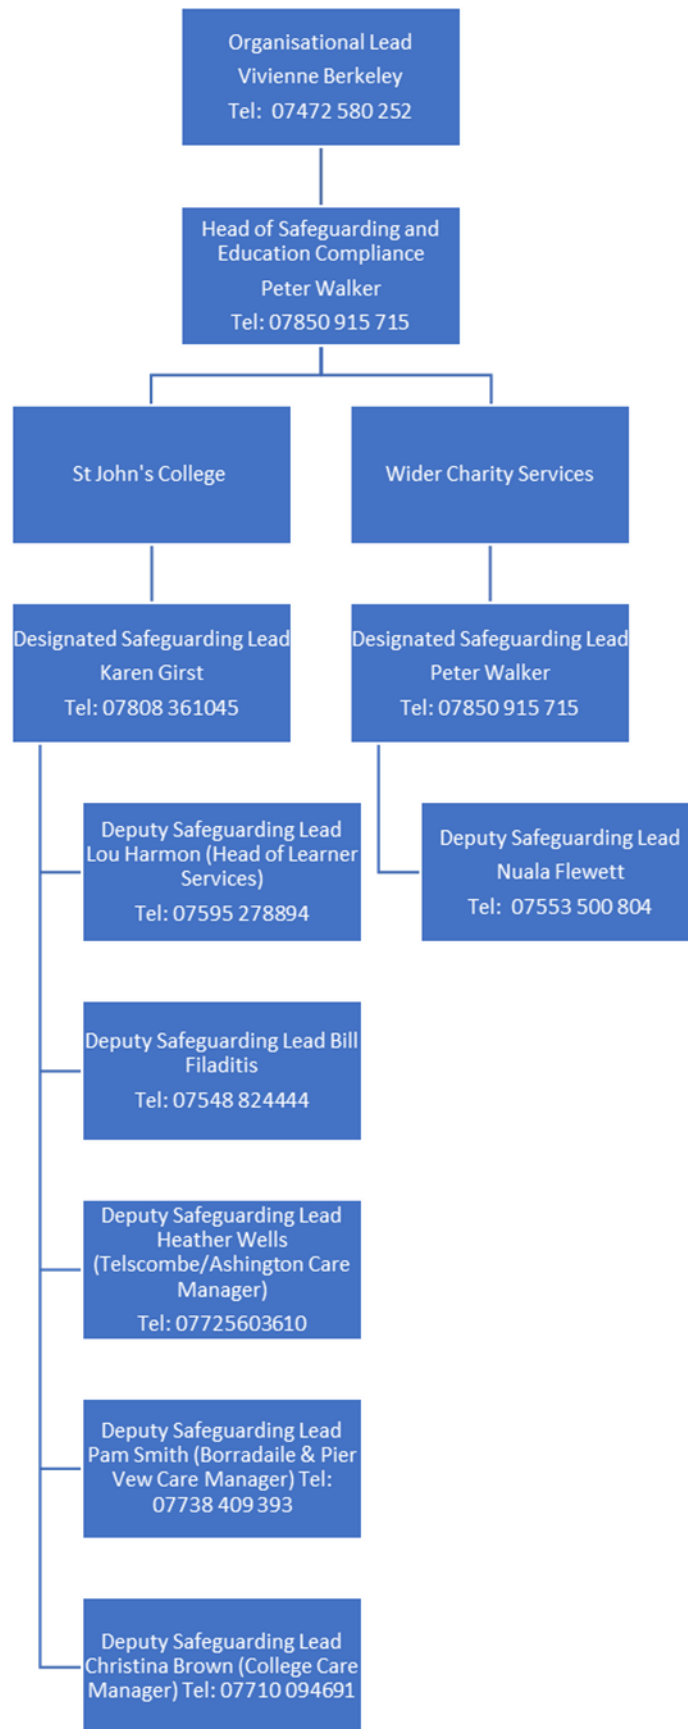 Organisational Lead
Vivienne Berkeley
Tel:  07472 580 252
Head of Safeguarding and
Education Compliance
Peter Walker
Tel: 07850 915 715
St John's College
Wider Charity Services
Designated Safeguarding Lead
Karen Girst
Tel: 07808 361045
Designated Safeguarding Lead
Peter Walker
Tel: 07850 915 715
Deputy Safeguarding Lead
Lou Harmon (Head of Learner
Services)
Tel: 07595 278894
Deputy Safeguarding Lead
Nuala Flewett
Tel:  07553 500 804
Deputy Safeguarding Lead Bill
Filaditis
Tel: 07548 824444
Deputy Safeguarding Lead
Heather Wells
(Telscombe/Ashington Care
Manager)
Tel: 07725603610
Deputy Safeguarding Lead
Pam Smith (Borradaile & Pier
Vew Care Manager) Tel:
07738 409 393
Deputy Safeguarding Lead
Christina Brown (College Care
Manager) Tel: 07710 094691